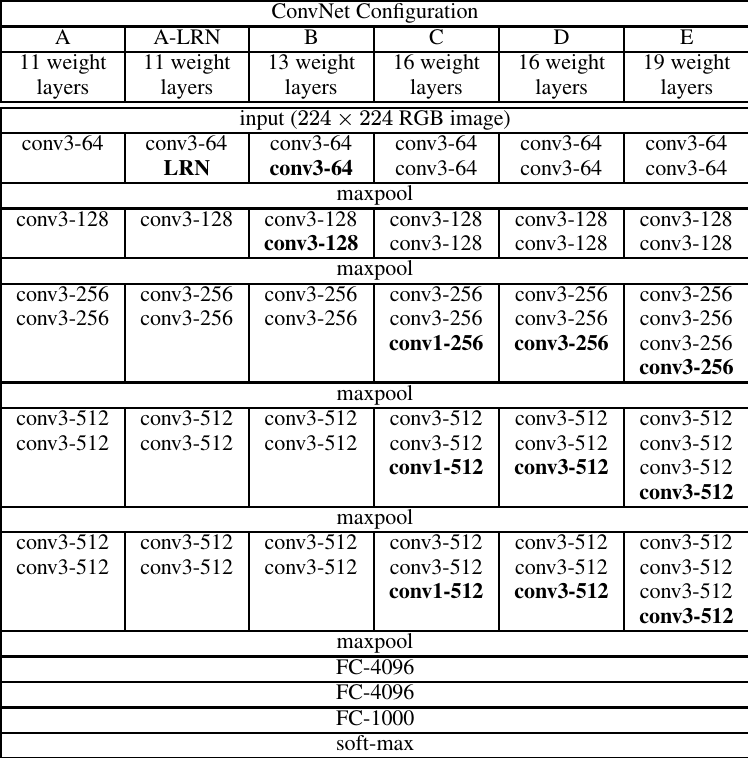 ConvNet Configuration
A A-LRN B C D E
11 weight 11 weight 13 weight 16 weight 16 weight 19 weight
layers layers layers layers layers layers
input (224 × 224 RGB image)
conv3-64 conv3-64 conv3-64 conv3-64 conv3-64 conv3-64
LRN conv3-64 conv3-64 conv3-64 conv3-64
maxpool
conv3-128 conv3-128 conv3-128 conv3-128 conv3-128 conv3-128
conv3-128 conv3-128 conv3-128 conv3-128
maxpool
conv3-256 conv3-256 conv3-256 conv3-256 conv3-256 conv3-256
conv3-256 conv3-256 conv3-256 conv3-256 conv3-256 conv3-256
conv1-256 conv3-256 conv3-256
conv3-256
maxpool
conv3-512 conv3-512 conv3-512 conv3-512 conv3-512 conv3-512
conv3-512 conv3-512 conv3-512 conv3-512 conv3-512 conv3-512
conv1-512 conv3-512 conv3-512
conv3-512
maxpool
conv3-512 conv3-512 conv3-512 conv3-512 conv3-512 conv3-512
conv3-512 conv3-512 conv3-512 conv3-512 conv3-512 conv3-512
conv1-512 conv3-512 conv3-512
conv3-512
maxpool
FC-4096
FC-4096
FC-1000
soft-max